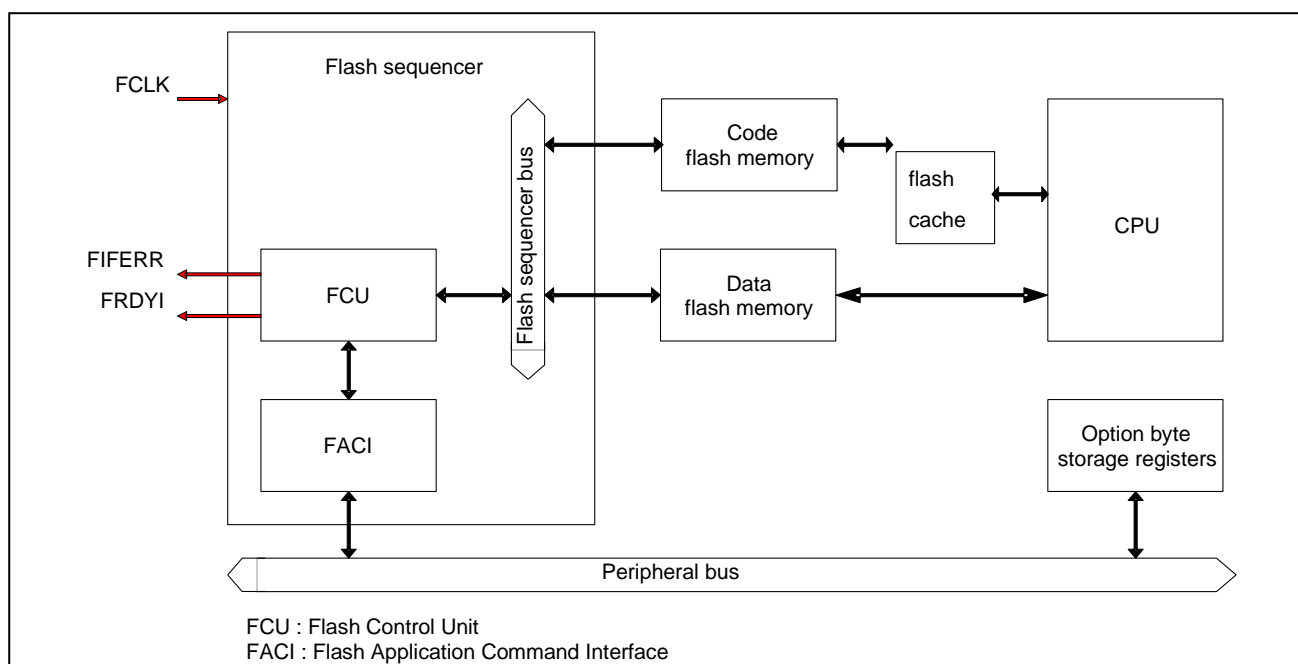 Flash sequencer
FCLK
Code
flash memory
flash
cache
CPU
Flash sequencer bus
FIFERR
FRDYI
FCU
Data
flash memory
FACI
Option byte
storage registers
Peripheral bus
FCU : Flash Control Unit
FACI : Flash Application Command Interface